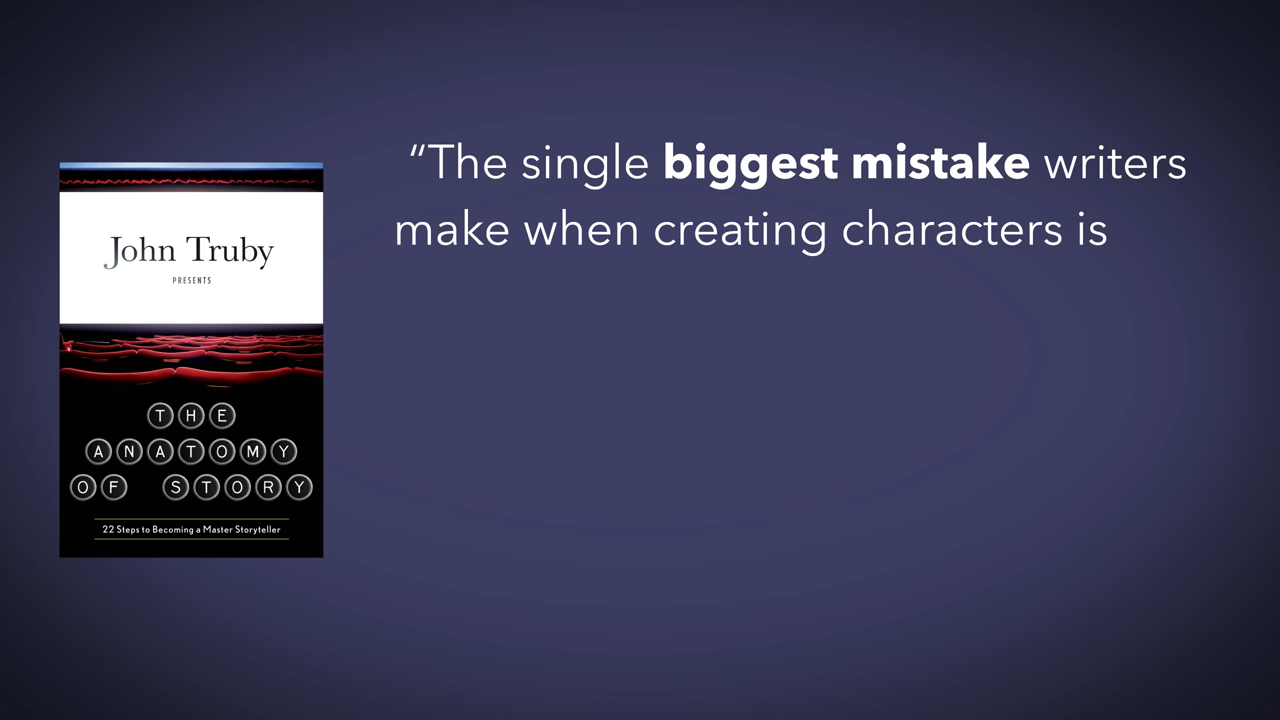 “The single biggest mistake writers
make when creating characters is
John Truby
PRESENTS
THE
ANATOMY
OF STORY
22 Steps to Becoming a Master Storyteller